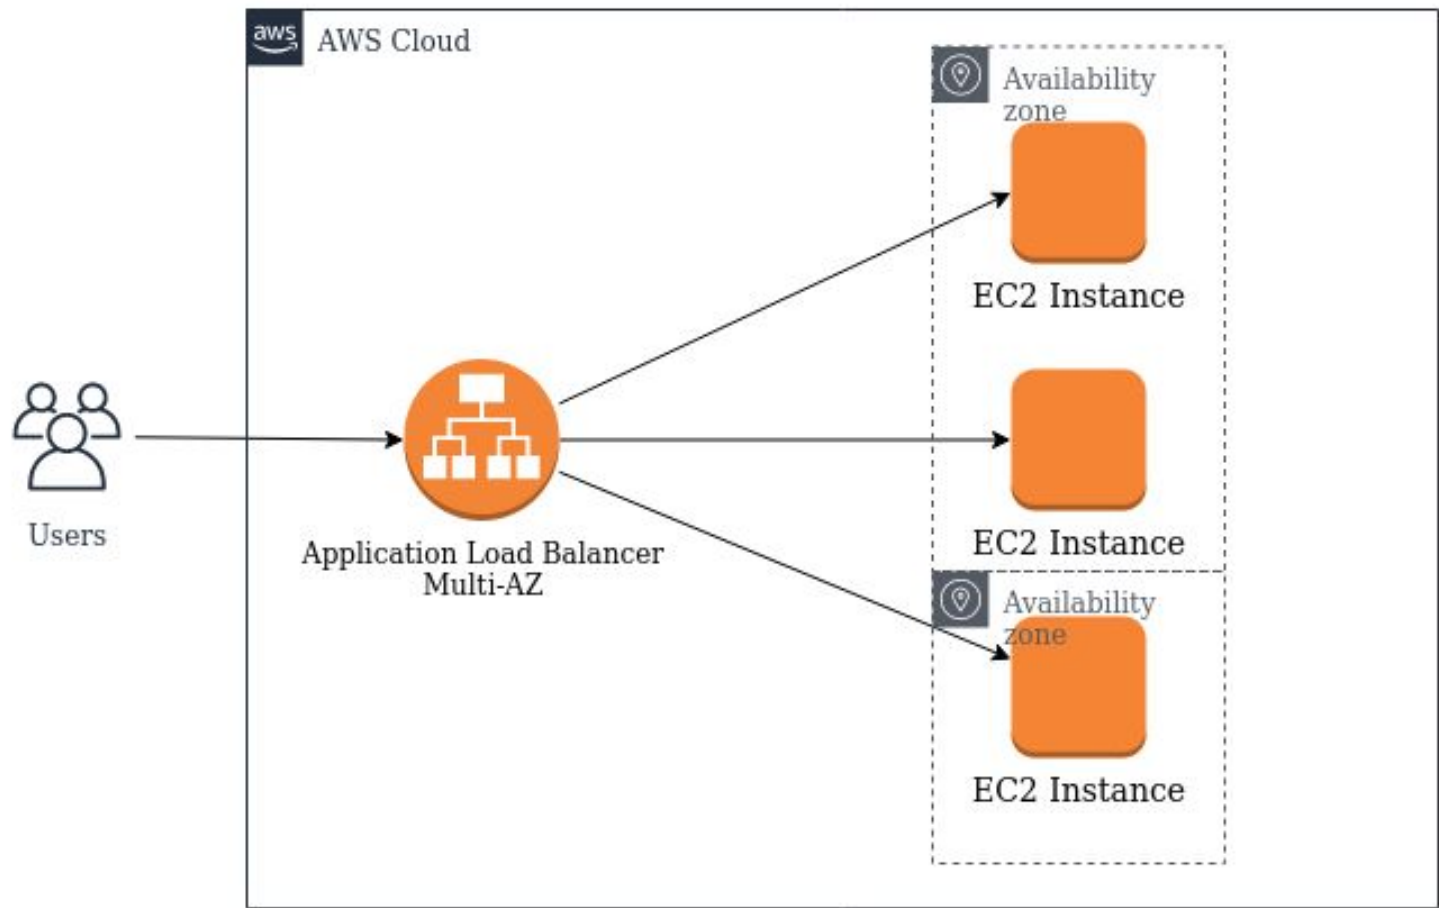 aws
AWS Cloud
Availability
zone
EC2 Instance
EC2 Instance
Users
Application Load Balancer
Multi-AZ
Availability
zone
EC2 Instance